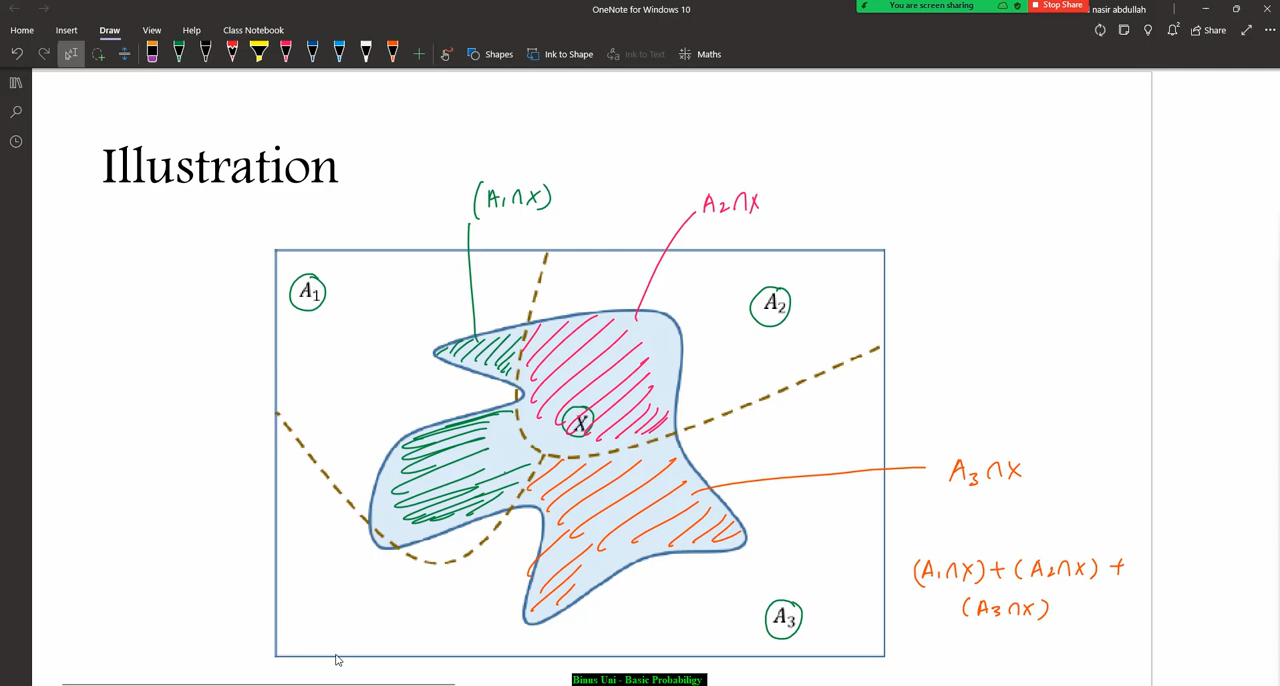 OneNote for Windows 10
You are screen sharing
Stop Share
nasir abdullah
Home Insert Draw View Help Class Notebook
Share
Shapes Ink to Shape Ink to Text Maths
Illustration
(A₁∩X)
A₂∩X
A₁
A₂
X
A₃∩X
(A₁∩X)+(A₂∩X)+
(A₃∩X)
A₃
Binus Uni - Basic Probabiligy